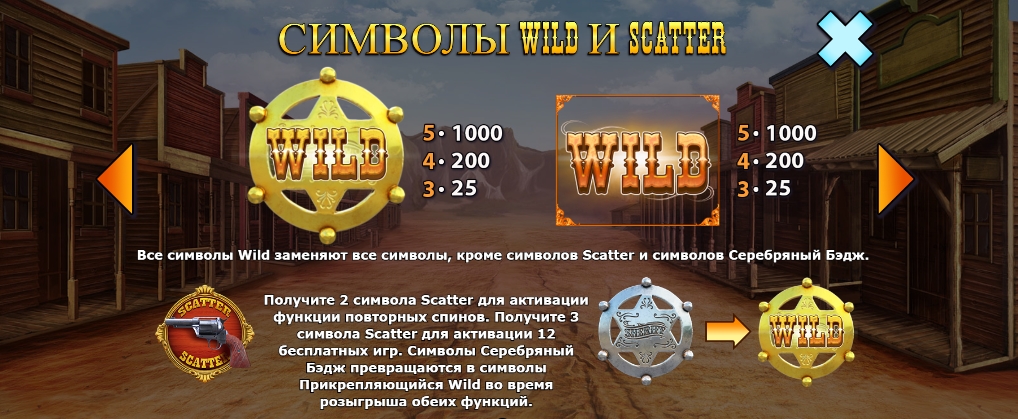 СИМВОЛЫ WILD И SCATTER
WILD
5• 1000
4• 200
3• 25
WILD
5• 1000
4• 200
3• 25
Все символы Wild заменяют все символы, кроме символов Scatter и символов Серебряный Бэдж.
SCATTER
SCATTE
Получите 2 символа Scatter для активации
функции повторных спинов. Получите 3
символа Scatter для активации 12
бесплатных игр. Символы Серебряный
Бэдж превращаются в символы
Прикрепляющийся Wild во время
розыгрыша обеих функций.
SHERIFF
WILD